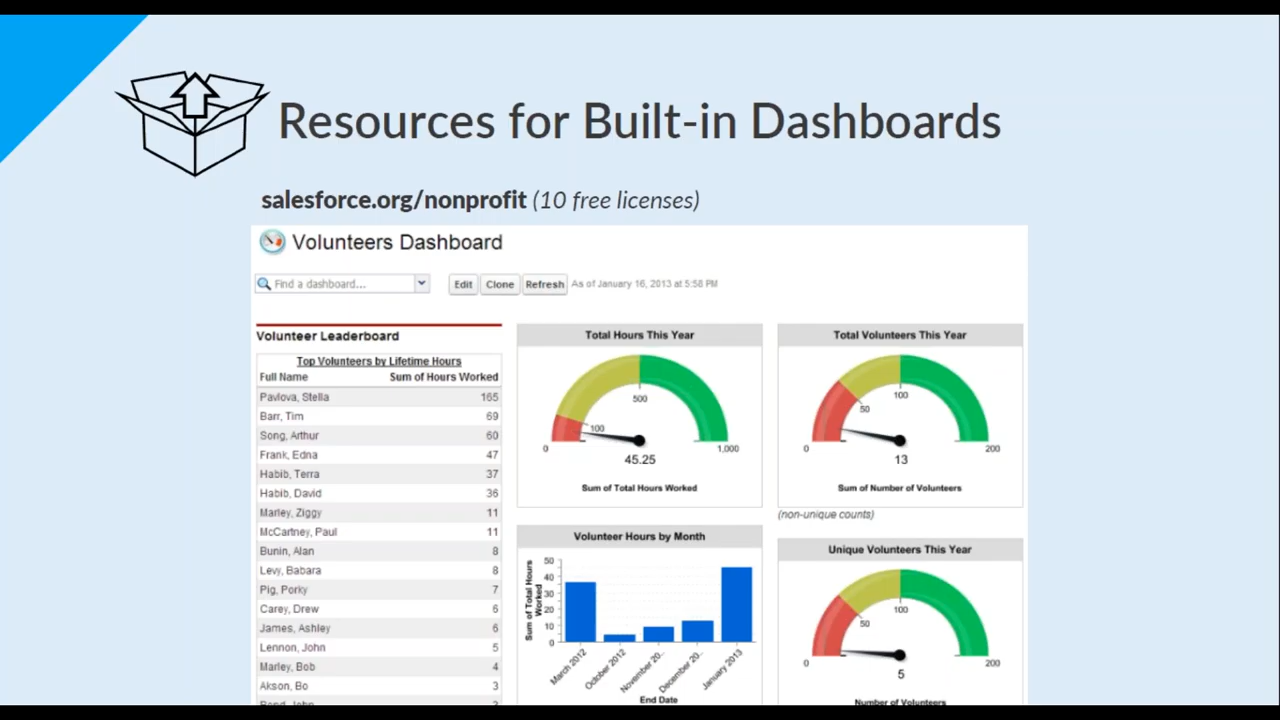 Resources for Built-in Dashboards
salesforce.org/nonprofit (10 free licenses)
Volunteers Dashboard
Find a dashboard...
Edit
Clone
Refresh
As of January 16, 2013 at 5:58 PM
Volunteer Leaderboard
Top Volunteers by Lifetime Hours
Full Name Sum of Hours Worked
Pavlova, Stella 165
Barr, Tim 69
Song, Arthur 60
Frank, Edna 47
Habib, Terra 37
Habib, David 36
Marley, Ziggy 11
McCartney, Paul 11
Bunin, Alan 8
Levy, Babara 8
Pig, Porky 7
Carey, Drew 6
James, Ashley 6
Lennon, John 5
Marley, Bob 4
Akson, Bo 3
Total Hours This Year
500
100
0
1,000
45.25
Sum of Total Hours Worked
Volunteer Hours by Month
Sum of Total Hours
Worked
50
40
30
20
10
0
March 2012
October 2012
November 20...
December 20...
January 2013
End Date
Total Volunteers This Year
100
50
0
200
13
Sum of Number of Volunteers
(non-unique counts)
Unique Volunteers This Year
100
50
0
200
5
Number of Volunteers